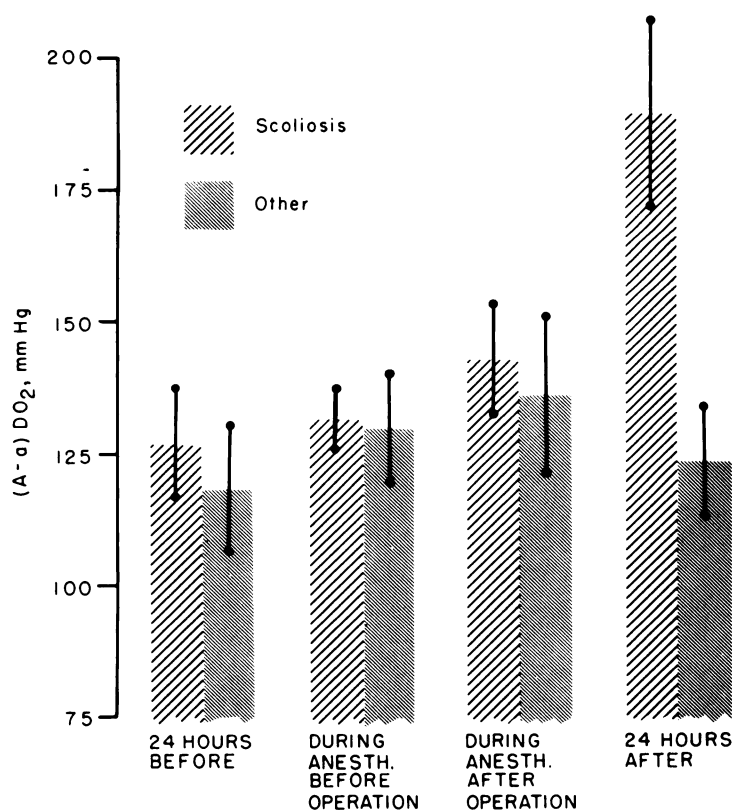 200
175
150
125
100
75
(A-a) DO₂, mm Hg
Scoliosis
Other
24 HOURS
BEFORE
DURING
ANESTH.
BEFORE
OPERATION
DURING
ANESTH.
AFTER
OPERATION
24 HOURS
AFTER